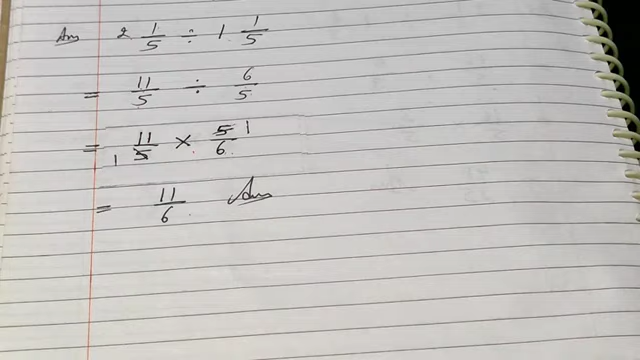 Ans 2 1/5 ÷ 1 1/5
= 11/5 ÷ 6/5
= 11/5 1 × 5/6 1
= 11/6 Ans